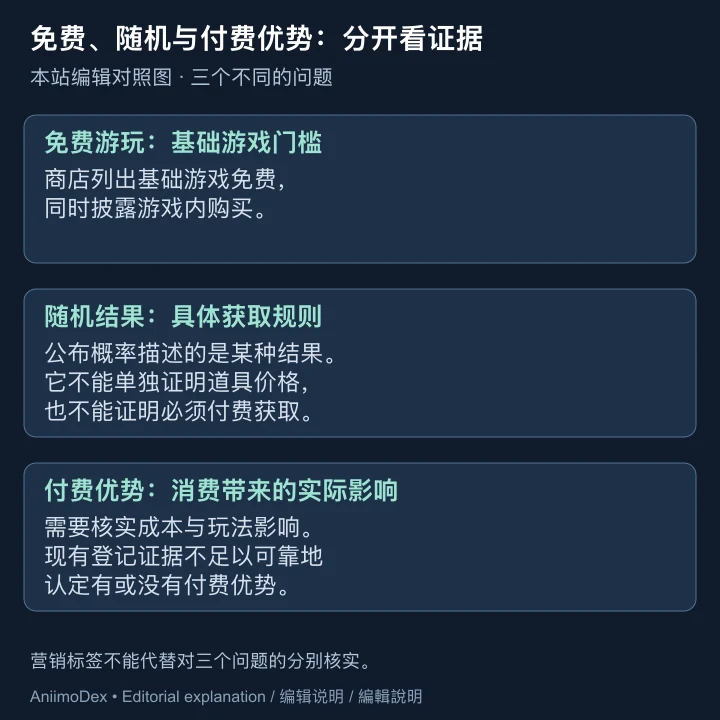 免费、随机与付费优势：分开看证据
本站编辑对照图 · 三个不同的问题
免费游玩：基础游戏门槛
商店列出基础游戏免费，
同时披露游戏内购买。
随机结果：具体获取规则
公布概率描述的是某种结果。
它不能单独证明道具价格，
也不能证明必须付费获取。
付费优势：消费带来的实际影响
需要核实成本与玩法影响。
现有登记证据不足以可靠地
认定有或没有付费优势。
营销标签不能代替对三个问题的分别核实。
AniimoDex • Editorial explanation / 编辑说明 / 編輯說明